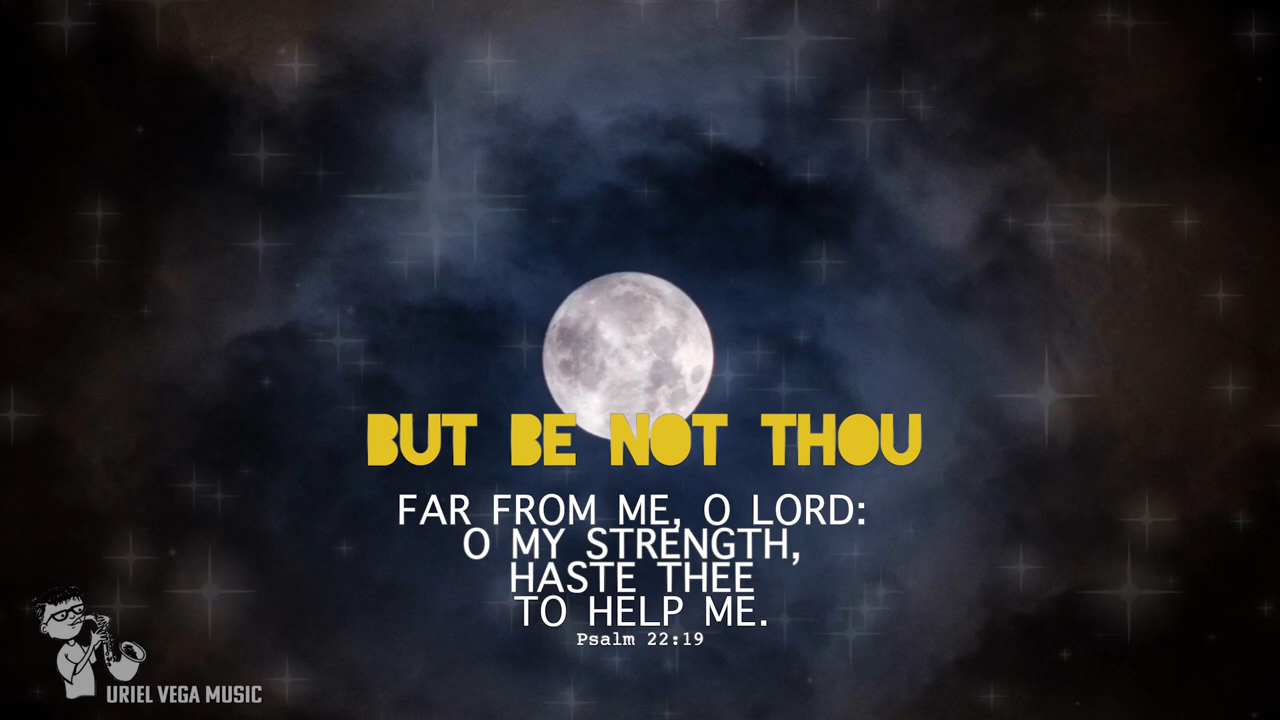 BUT BE NOT THOU
FAR FROM ME, O LORD:
O MY STRENGTH,
HASTE THEE
TO HELP ME.
Psalm 22:19
URIEL VEGA MUSIC